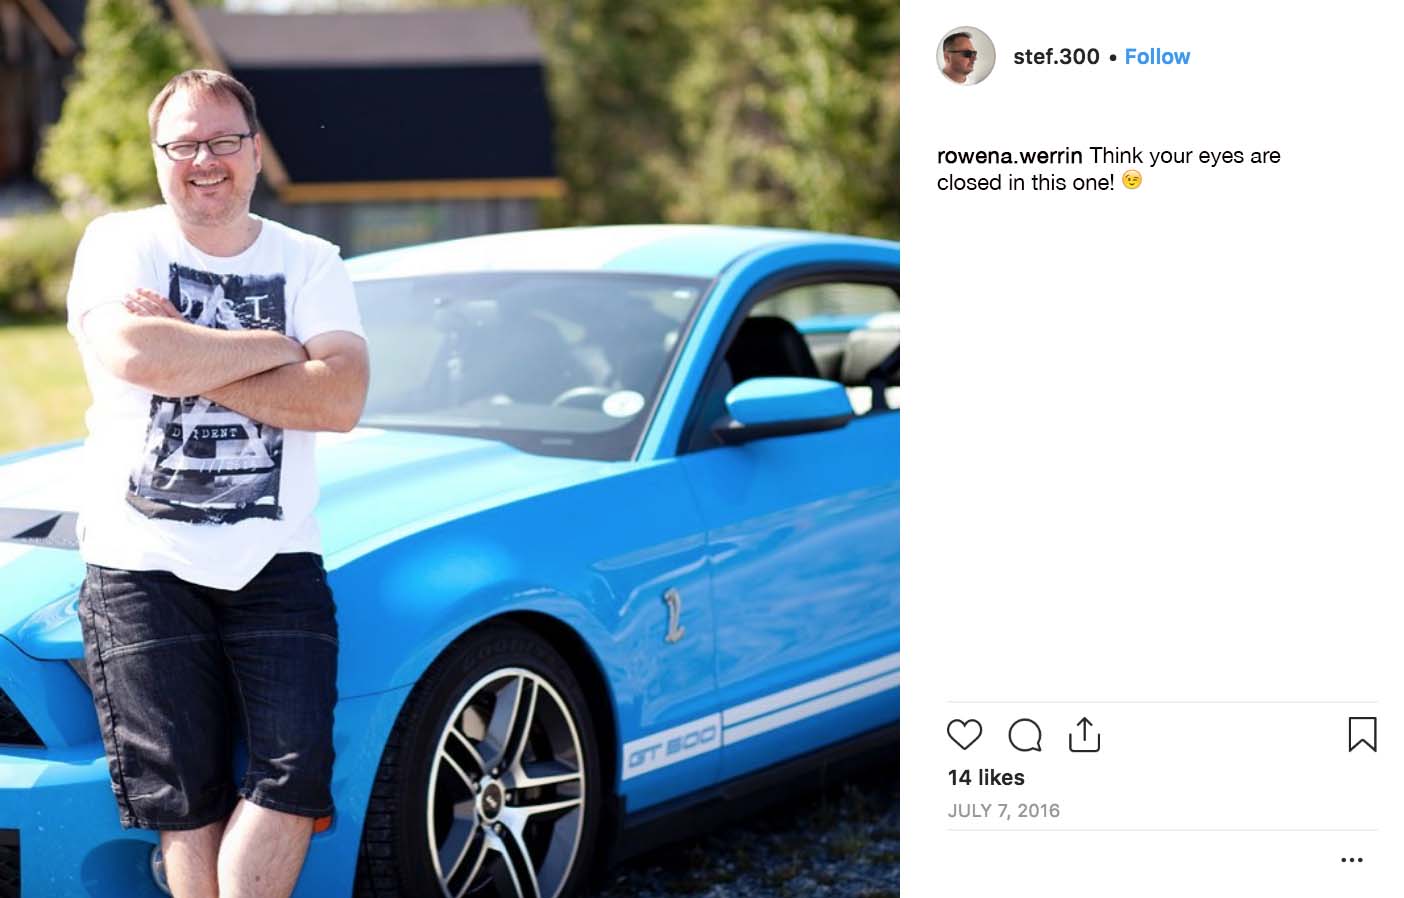 stef.300 • Follow
rowena.werrin Think your eyes are
closed in this one! 😉
14 likes
JULY 7, 2016
DENT
GT 500